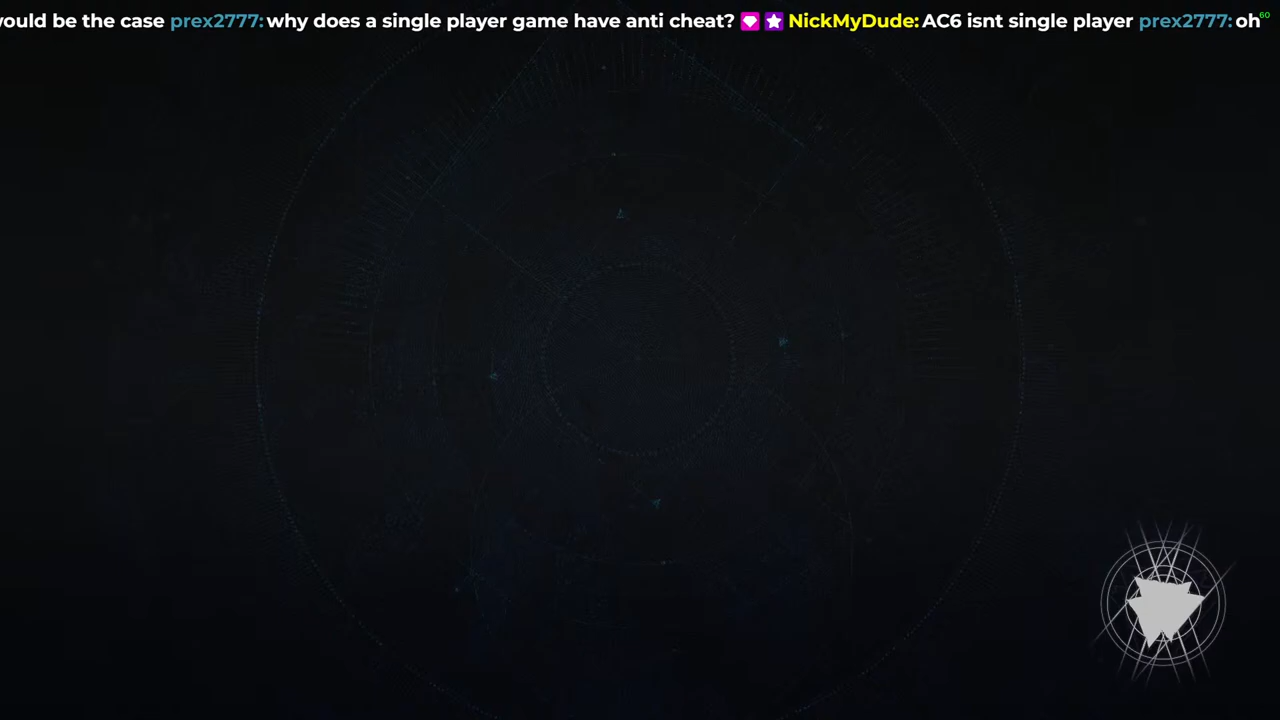 ould be the case prex2777: why does a single player game have anti cheat? NickMyDude: AC6 isnt single player prex2777: oh 60